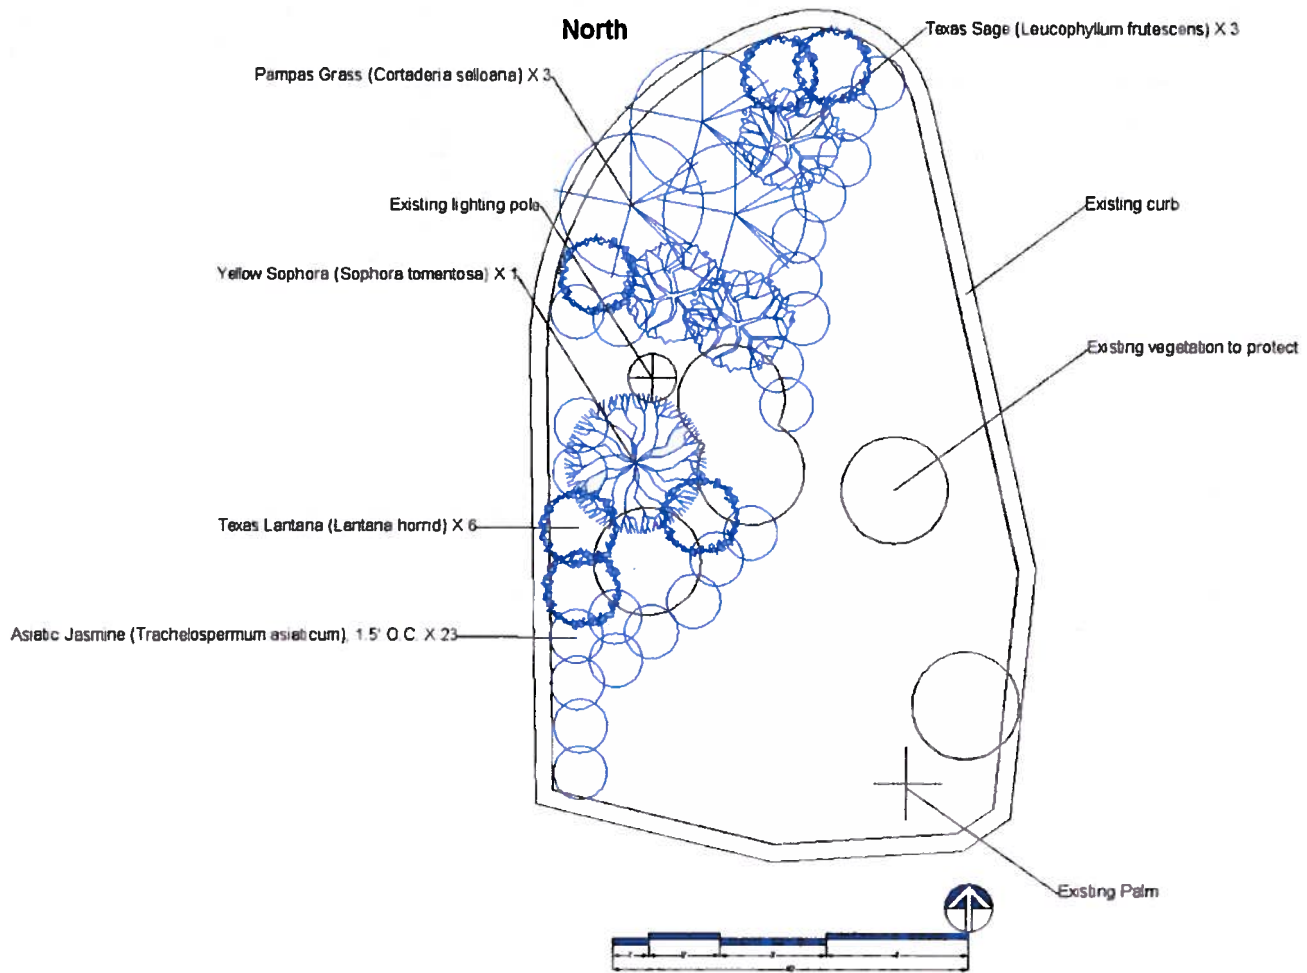 North
Texas Sage (Leucophyllum frutescens) X 3
Pampas Grass (Cortaderia selloana) X 3
Existing lighting pole
Existing curb
Yellow Sophora (Sophora tomentosa) X 1
Existing vegetation to protect
Texas Lantana (Lantana horrid) X 6
Asiatic Jasmine (Trachelospermum asiaticum), 1.5' O.C. X 23
Existing Palm